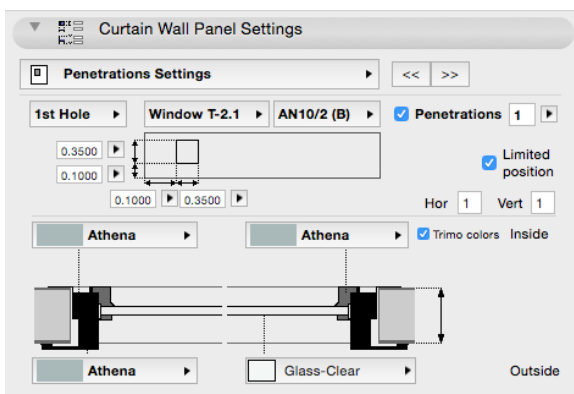 Curtain Wall Panel Settings
Penetrations Settings << >>
1st Hole Window T-2.1 AN10/2 (B) Penetrations 1
0.3500
0.1000
Limited
position
0.1000 0.3500
Hor 1 Vert 1
Athena Athena Trimo colors Inside
Athena Glass-Clear Outside